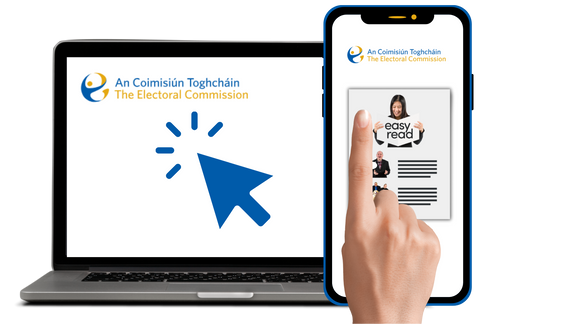 An Coimisiún Toghcháin
The Electoral Commission
An Coimisiún Toghcháin
The Electoral Commission
easy
read